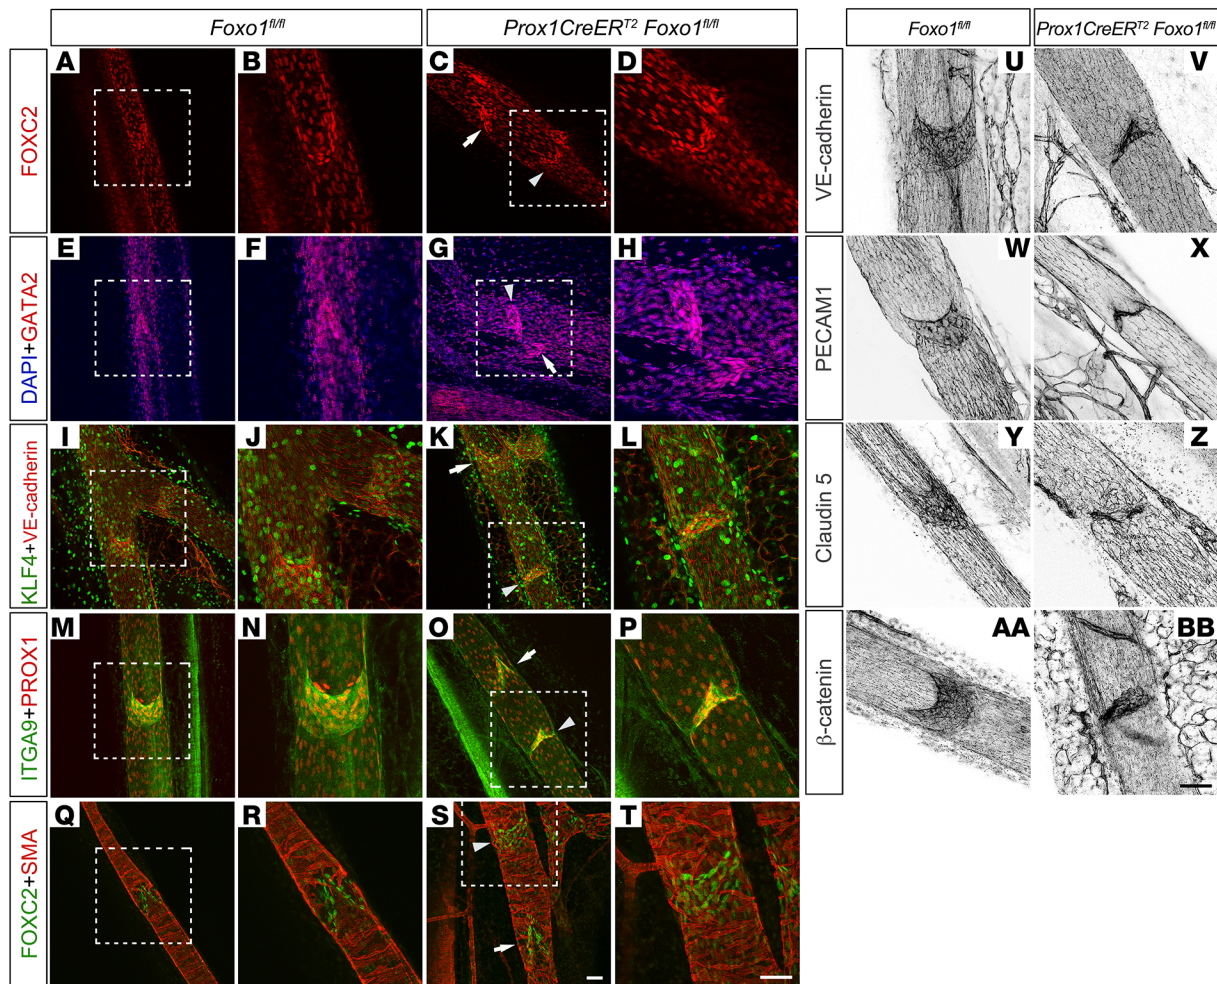 Foxo1fl/fl
Prox1CreERT2 Foxo1fl/fl
Foxo1fl/fl
Prox1CreERT2 Foxo1fl/fl
FOXC2
A
B
C
D
DAPI+GATA2
E
F
G
H
KLF4+VE-cadherin
I
J
K
L
ITGA9+PROX1
M
N
O
P
FOXC2+SMA
Q
R
S
T
VE-cadherin
U
V
PECAM1
W
X
Claudin 5
Y
Z
β-catenin
AA
BB